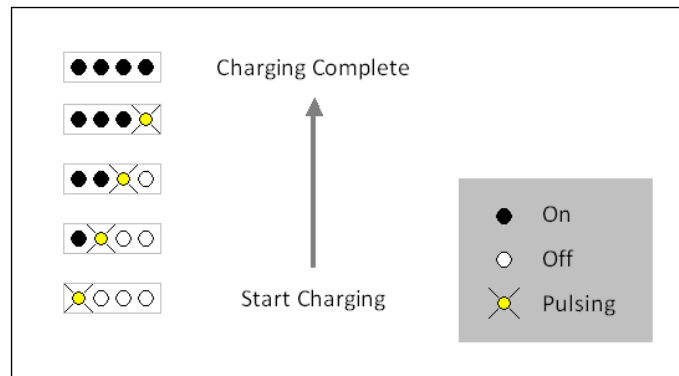 Charging Complete
Start Charging
On
Off
Pulsing